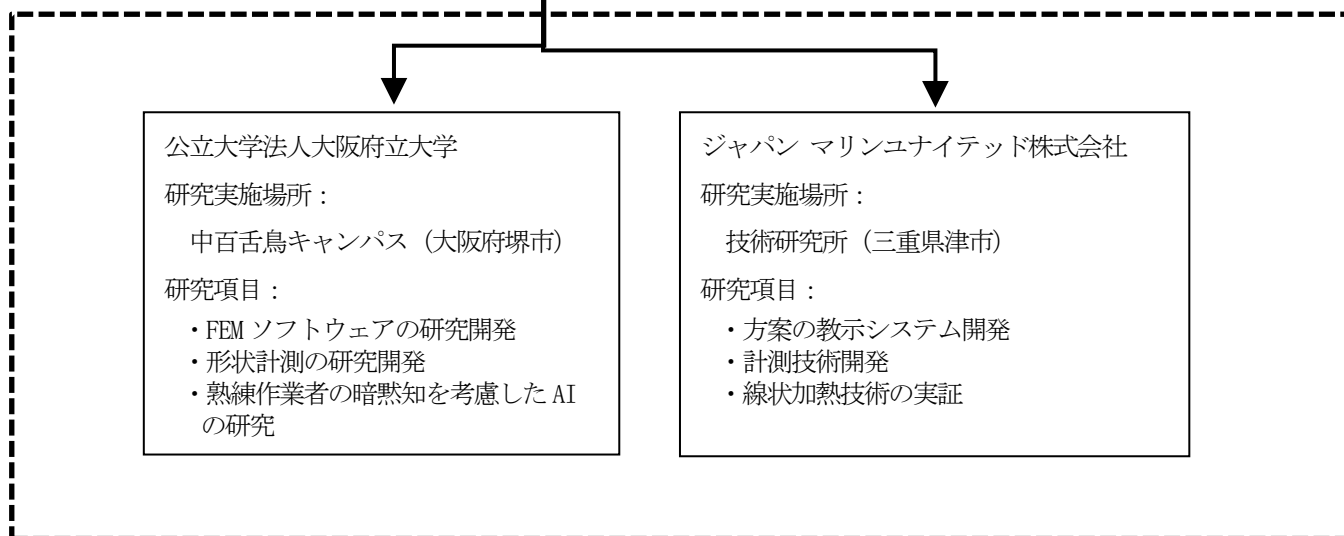 公立大学法人大阪府立大学
研究実施場所：
中百舌鳥キャンパス（大阪府堺市）
研究項目：
・FEM ソフトウェアの研究開発
・形状計測の研究開発
・熟練作業者の暗黙知を考慮した AI
の研究
ジャパン マリンユナイテッド株式会社
研究実施場所：
技術研究所（三重県津市）
研究項目：
・方案の教示システム開発
・計測技術開発
・線状加熱技術の実証